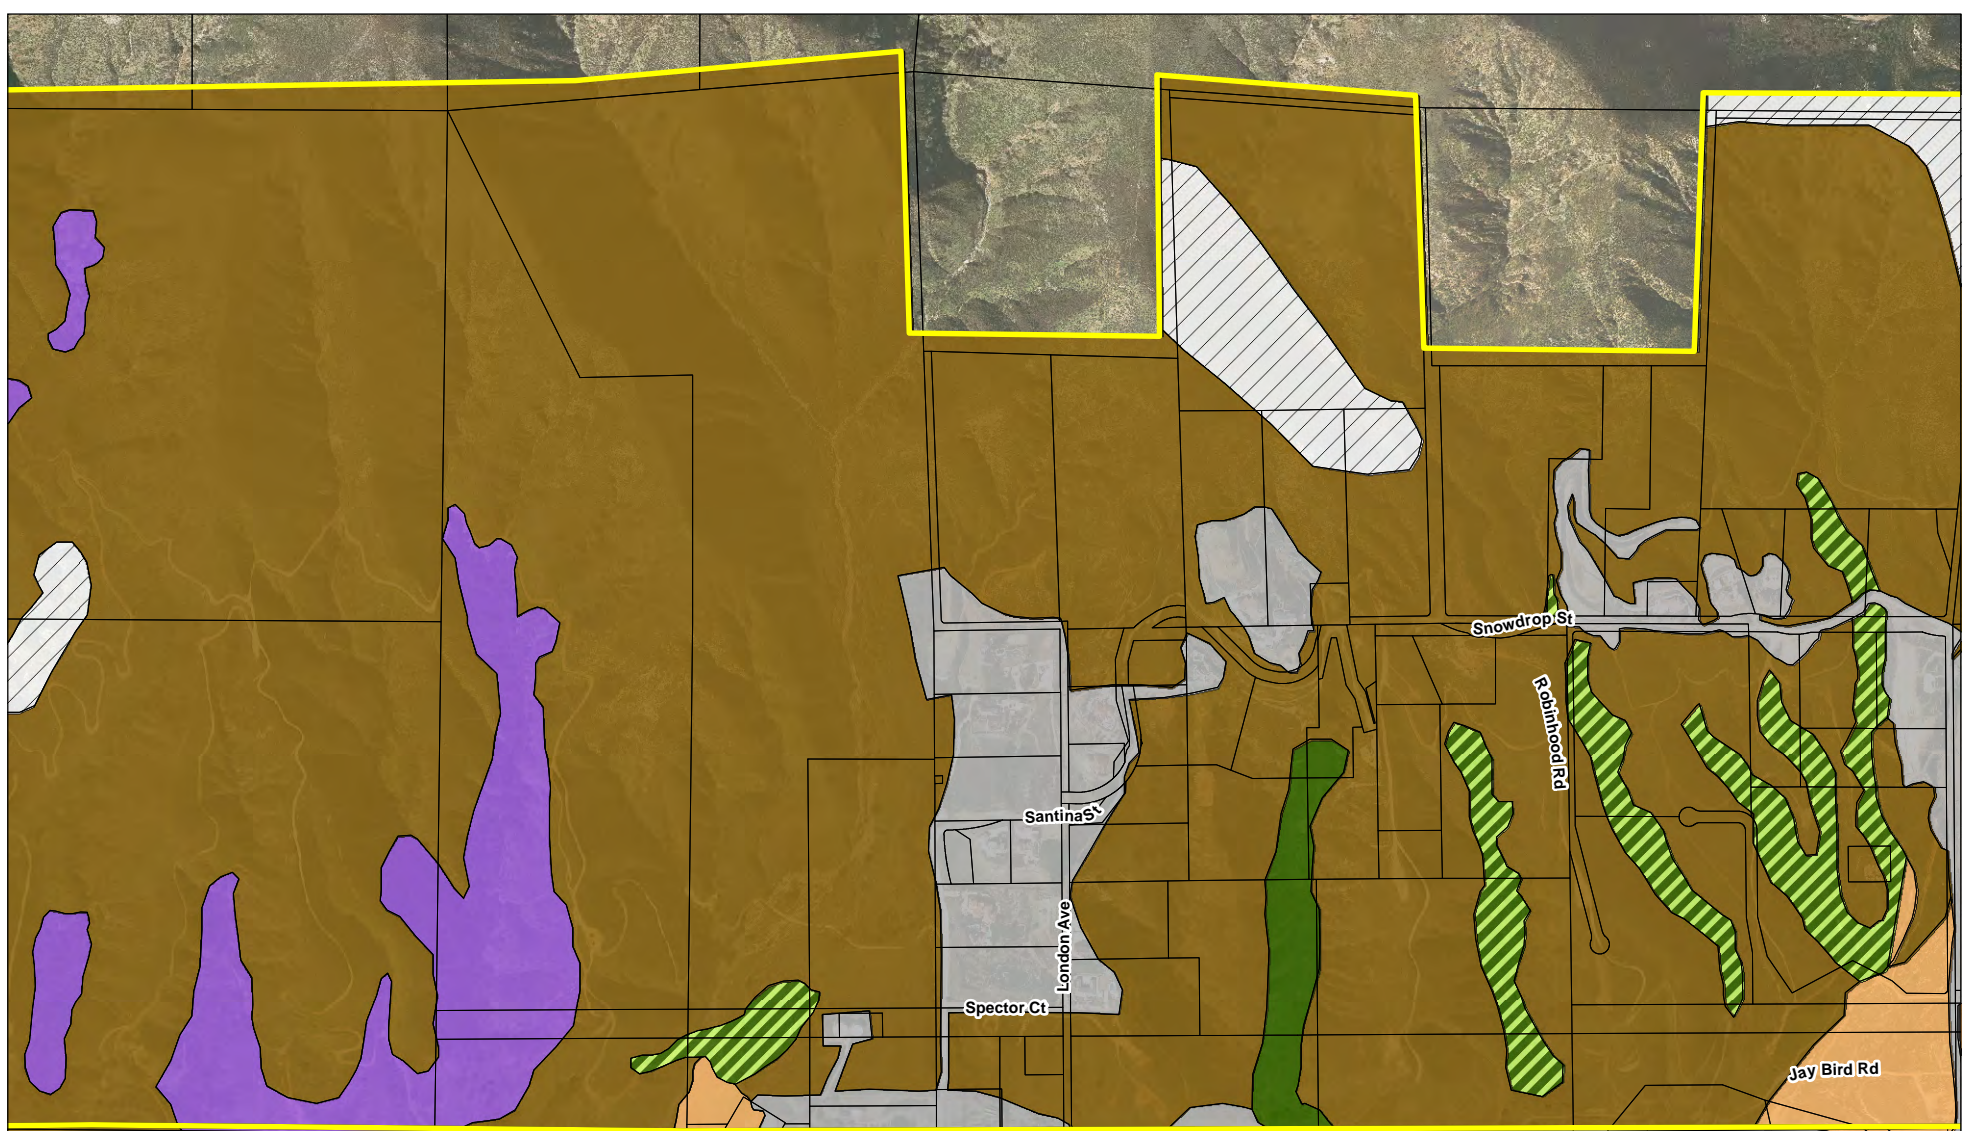 Snowdrop St
Robinhood Rd
Santina St
London Ave
Spector Ct
Jay Bird Rd